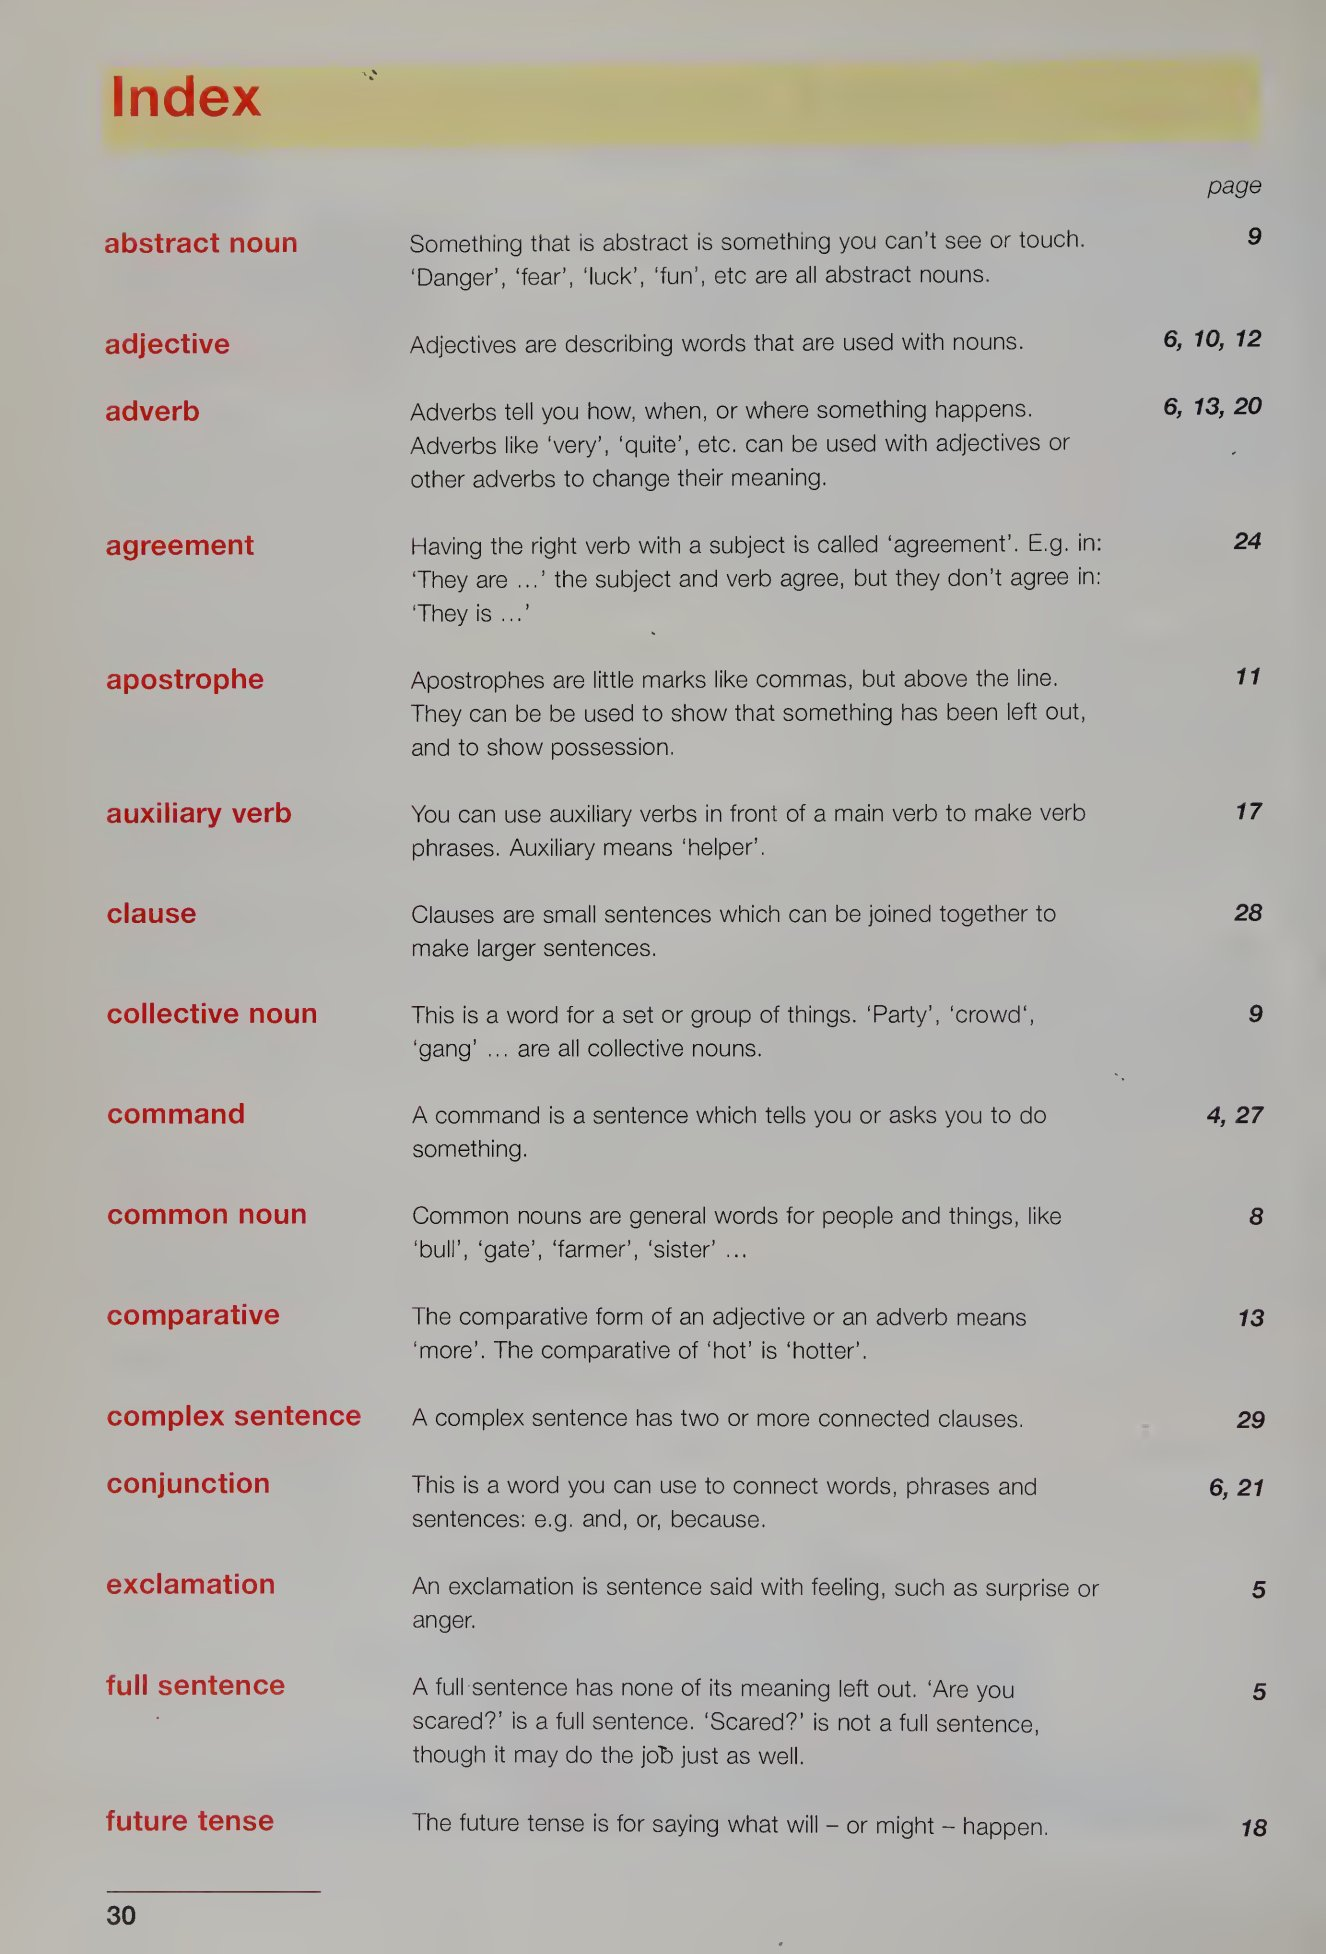 Index
page
abstract noun Something that is abstract is something you can't see or touch. 9
'Danger', 'fear', 'luck', 'fun', etc are all abstract nouns.
adjective Adjectives are describing words that are used with nouns. 6, 10, 12
adverb Adverbs tell you how, when, or where something happens. 6, 13, 20
Adverbs like 'very', 'quite', etc. can be used with adjectives or
other adverbs to change their meaning.
agreement Having the right verb with a subject is called 'agreement'. E.g. in: 24
'They are ...' the subject and verb agree, but they don't agree in:
'They is ...'
apostrophe Apostrophes are little marks like commas, but above the line. 11
They can be be used to show that something has been left out,
and to show possession.
auxiliary verb You can use auxiliary verbs in front of a main verb to make verb 17
phrases. Auxiliary means 'helper'.
clause Clauses are small sentences which can be joined together to 28
make larger sentences.
collective noun This is a word for a set or group of things. 'Party', 'crowd‘, 9
'gang' ... are all collective nouns.
command A command is a sentence which tells you or asks you to do 4, 27
something.
common noun Common nouns are general words for people and things, like 8
'bull', 'gate', 'farmer', 'sister' ...
comparative The comparative form of an adjective or an adverb means 13
'more'. The comparative of 'hot' is 'hotter'.
complex sentence A complex sentence has two or more connected clauses. 29
conjunction This is a word you can use to connect words, phrases and 6, 21
sentences: e.g. and, or, because.
exclamation An exclamation is sentence said with feeling, such as surprise or 5
anger.
full sentence A full sentence has none of its meaning left out. 'Are you 5
scared?' is a full sentence. 'Scared?' is not a full sentence,
though it may do the job just as well.
future tense The future tense is for saying what will – or might – happen. 18
30